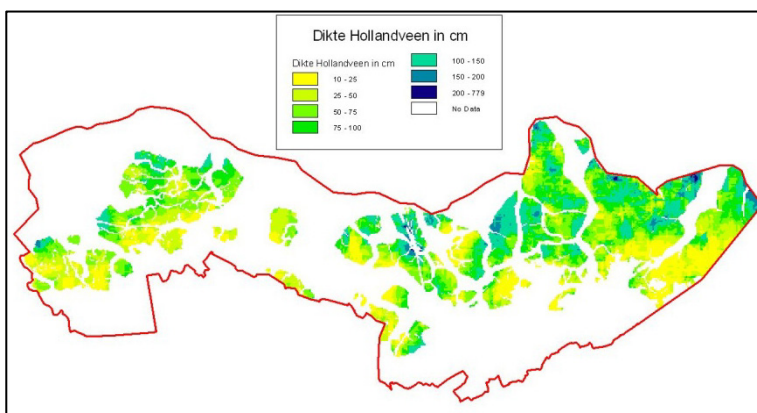 Dikte Hollandveen in cm
Dikte Hollandveen in cm
10 - 25
25 - 50
50 - 75
75 - 100
100 - 150
150 - 200
200 - 779
No Data